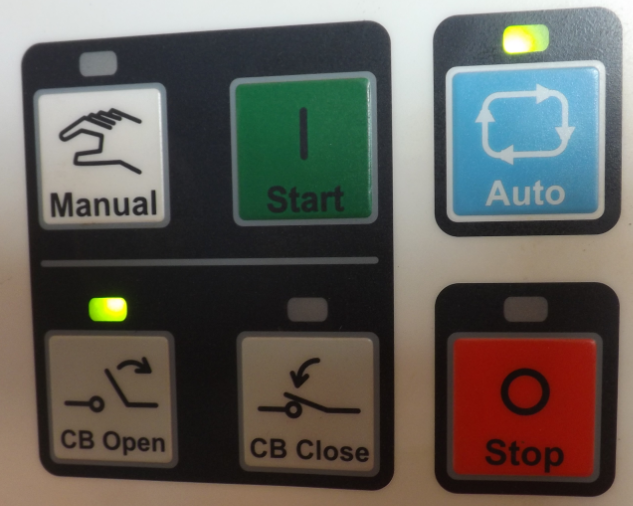 Manual
Start
Auto
CB Open
CB Close
Stop